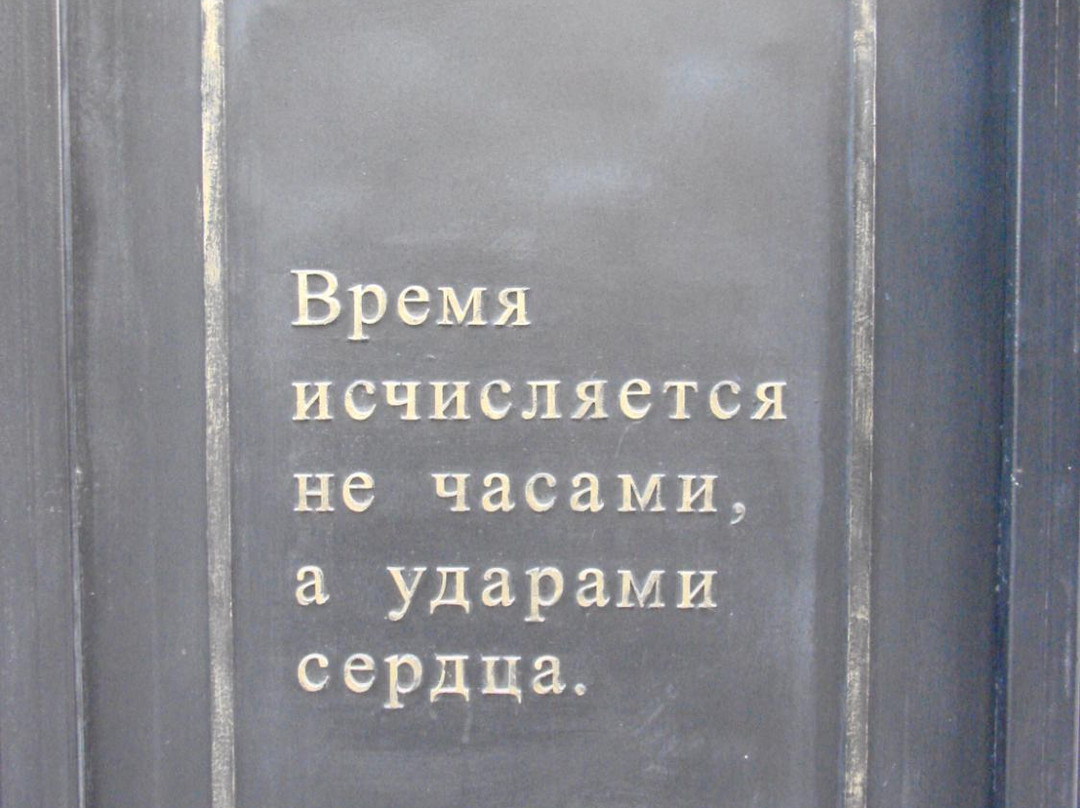 Время
исчисляется
не часами,
а ударами
сердца.